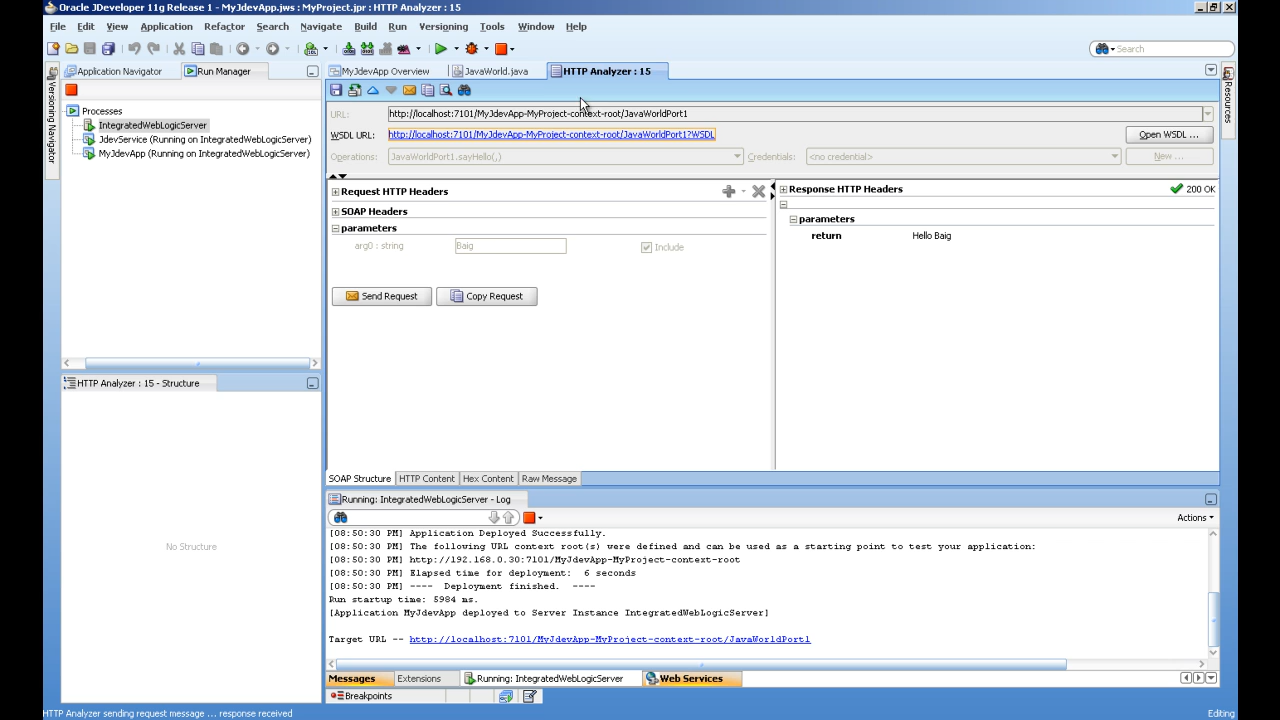 Oracle JDeveloper 11g Release 1 - MyJdevApp.jws : MyProject.jpr : HTTP Analyzer : 15
File Edit View Application Refactor Search Navigate Build Run Versioning Tools Window Help
Search
Application Navigator
Run Manager
MyJdevApp Overview
JavaWorld.java
HTTP Analyzer : 15
Versioning Navigator
Resources
Processes
IntegratedWebLogicServer
JdevService (Running on IntegratedWebLogicServer)
MyJdevApp (Running on IntegratedWebLogicServer)
URL: http://localhost:7101/MyJdevApp-MyProject-context-root/JavaWorldPort1
WSDL URL: http://localhost:7101/MyJdevApp-MyProject-context-root/JavaWorldPort1?WSDL Open WSDL ...
Operations: JavaWorldPort1.sayHello(,) Credentials: <no credential> New ...
Request HTTP Headers
SOAP Headers
parameters
arg0 : string Baig Include
Send Request Copy Request
Response HTTP Headers 200 OK
parameters
return Hello Baig
HTTP Analyzer : 15 - Structure
No Structure
SOAP Structure HTTP Content Hex Content Raw Message
Running: IntegratedWebLogicServer - Log
Actions
[08:50:30 PM] Application Deployed Successfully.
[08:50:30 PM] The following URL context root(s) were defined and can be used as a starting point to test your application:
[08:50:30 PM] http://192.168.0.30:7101/MyJdevApp-MyProject-context-root
[08:50:30 PM] Elapsed time for deployment: 6 seconds
[08:50:30 PM] ---- Deployment finished. ----
Run startup time: 5984 ms.
[Application MyJdevApp deployed to Server Instance IntegratedWebLogicServer]
Target URL -- http://localhost:7101/MyJdevApp-MyProject-context-root/JavaWorldPort1
Messages Extensions Running: IntegratedWebLogicServer Web Services
Breakpoints
HTTP Analyzer sending request message ... response received
Editing